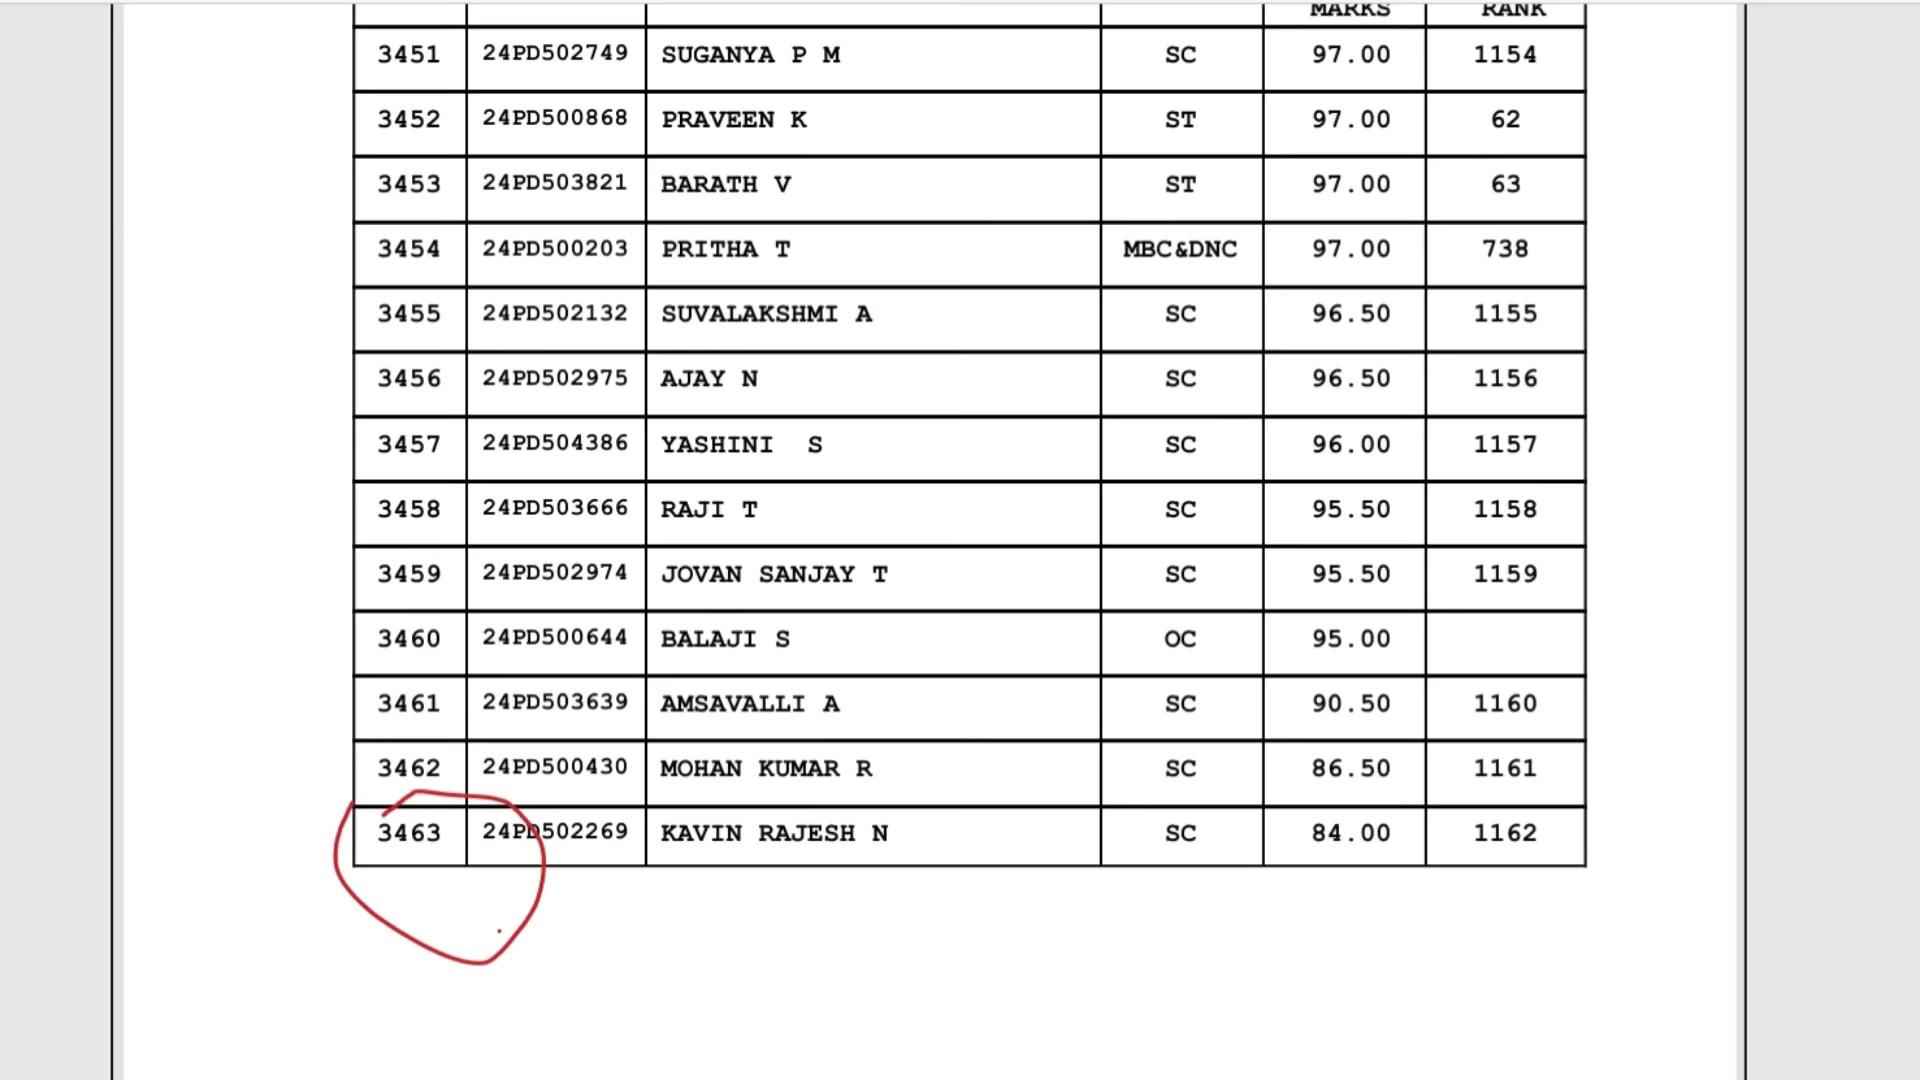 MARKS RANK
3451 24PD502749 SUGANYA P M SC 97.00 1154
3452 24PD500868 PRAVEEN K ST 97.00 62
3453 24PD503821 BARATH V ST 97.00 63
3454 24PD500203 PRITHA T MBC&DNC 97.00 738
3455 24PD502132 SUVALAKSHMI A SC 96.50 1155
3456 24PD502975 AJAY N SC 96.50 1156
3457 24PD504386 YASHINI S SC 96.00 1157
3458 24PD503666 RAJI T SC 95.50 1158
3459 24PD502974 JOVAN SANJAY T SC 95.50 1159
3460 24PD500644 BALAJI S OC 95.00
3461 24PD503639 AMSAVALLI A SC 90.50 1160
3462 24PD500430 MOHAN KUMAR R SC 86.50 1161
3463 24PD502269 KAVIN RAJESH N SC 84.00 1162